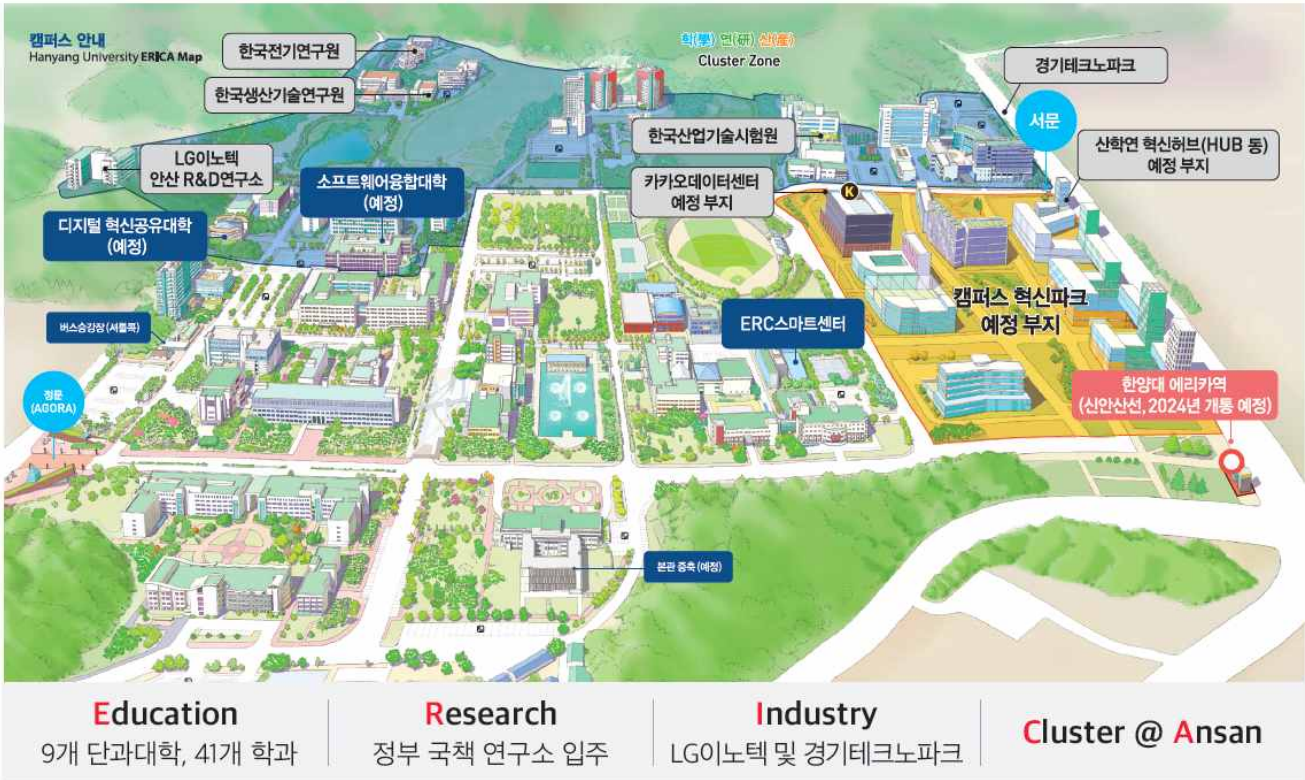 캠퍼스 안내
Hanyang University ERICA Map
한국전기연구원
학(學) 연(硏) 산(産)
Cluster Zone
경기테크노파크
한국생산기술연구원
서문
한국산업기술시험원
산학연 혁신허브(HUB 동)
예정 부지
LG이노텍
안산 R&D연구소
소프트웨어융합대학
(예정)
카카오데이터센터
예정 부지
K
디지털 혁신공유대학
(예정)
캠퍼스 혁신파크
예정 부지
버스승강장 (셔틀콕)
ERC스마트센터
정문
(AGORA)
한양대 에리카역
(신안산선, 2024년 개통 예정)
본관 증축 (예정)
Education
9개 단과대학, 41개 학과
Research
정부 국책 연구소 입주
Industry
LG이노텍 및 경기테크노파크
Cluster @ Ansan